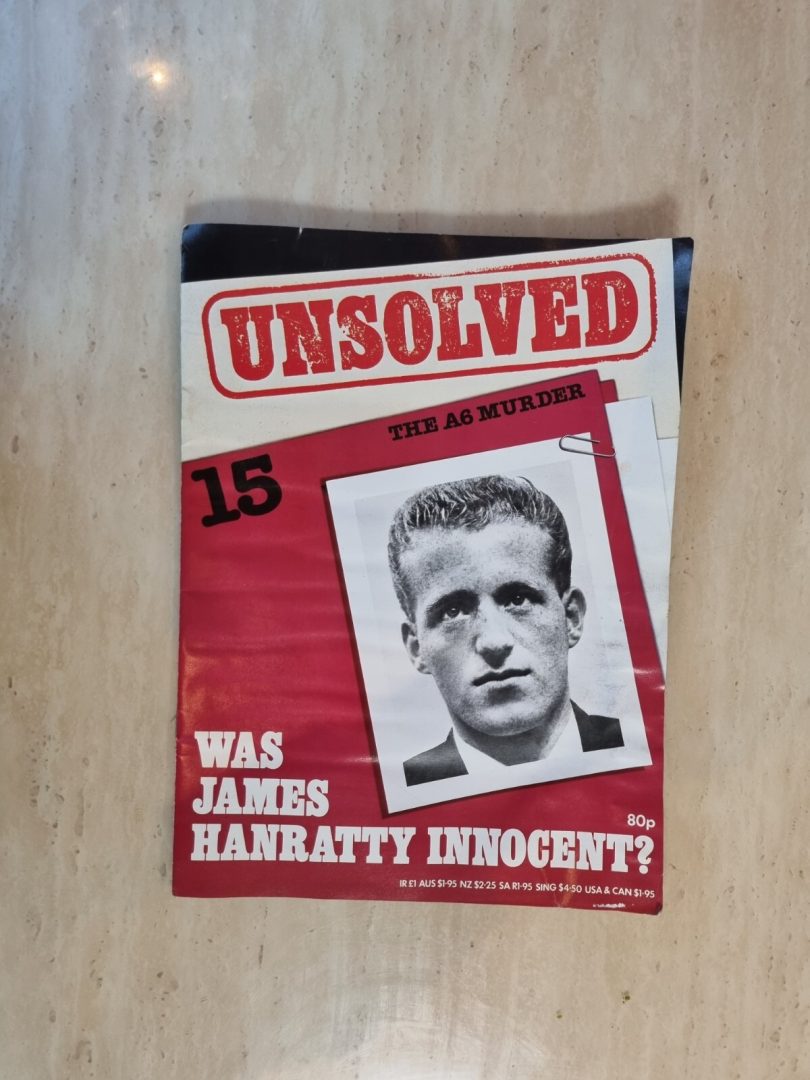 UNSOLVED
THE A6 MURDER
15
WAS
JAMES
HANRATTY INNOCENT?
80p
IR £1 AUS $1·95 NZ $2·25 SA R1·95 SING $4·50 USA & CAN $1·95